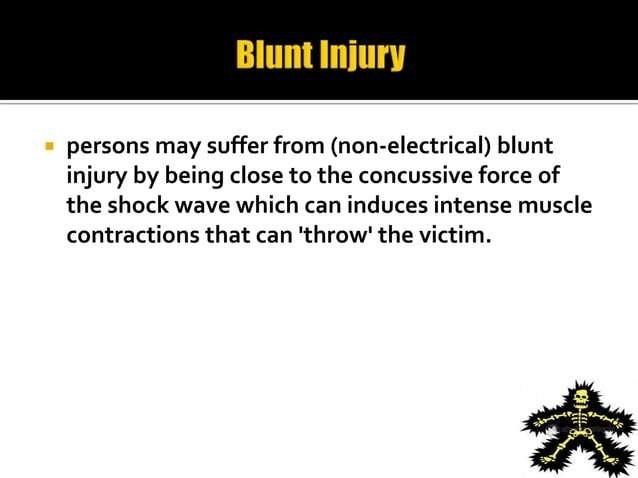 Blunt Injury
persons may suffer from (non-electrical) blunt
injury by being close to the concussive force of
the shock wave which can induces intense muscle
contractions that can 'throw' the victim.